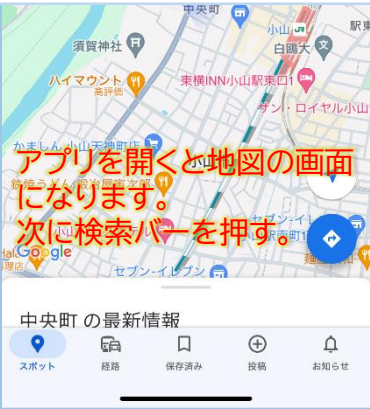 中央町
小山
駅東
須賀神社
白鴎大
ハイマウント
高評価
東横INN小山駅東口1
サン・ロイヤル小山
かましん 小山天神町店
アプリを開くと地図の画面
になります。
次に検索バーを押す。
Google
セブン-イレブン
中央町 の最新情報
スポット
経路
保存済み
投稿
お知らせ